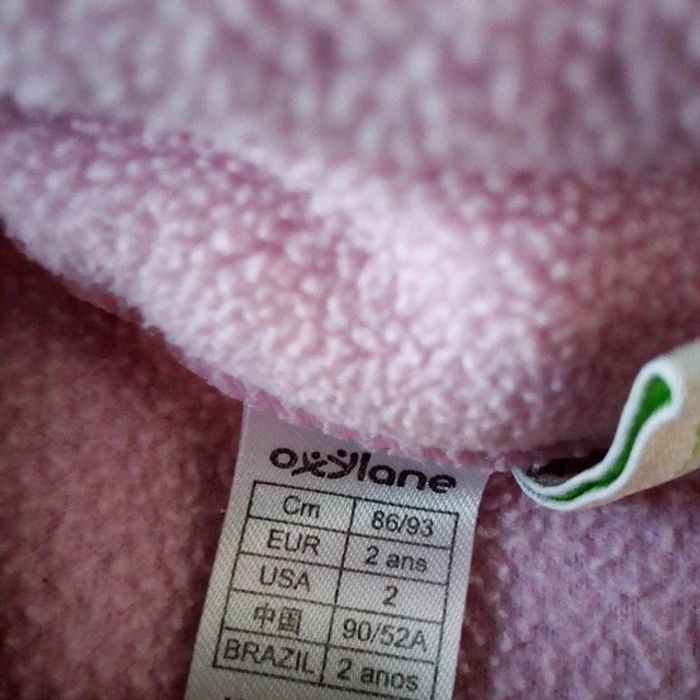 oxylane
Cm 86/93
EUR 2 ans
USA 2
中国 90/52A
BRAZIL 2 anos